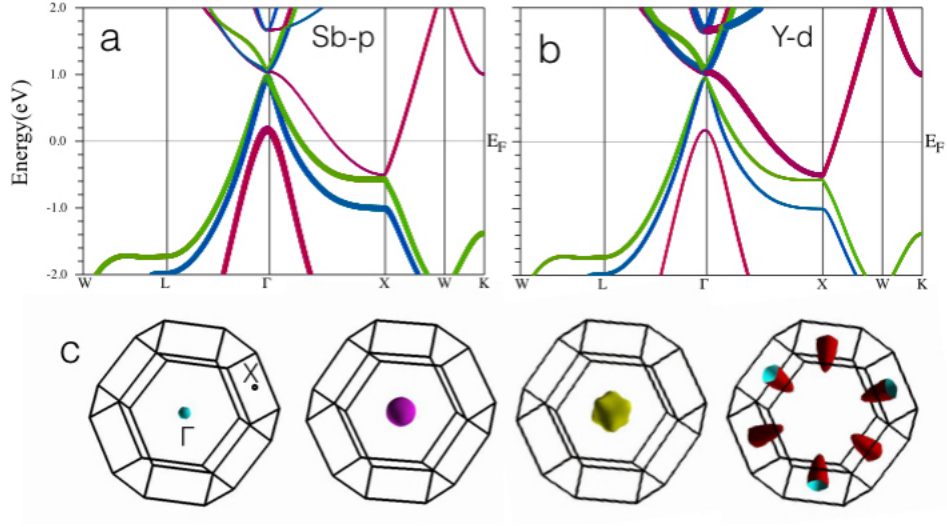 a
Sb-p
b
Y-d
Energy(eV)
2.0
1.0
0.0
-1.0
-2.0
E_F
E_F
W L Γ X W K
W L Γ X W K
c
X
Γ